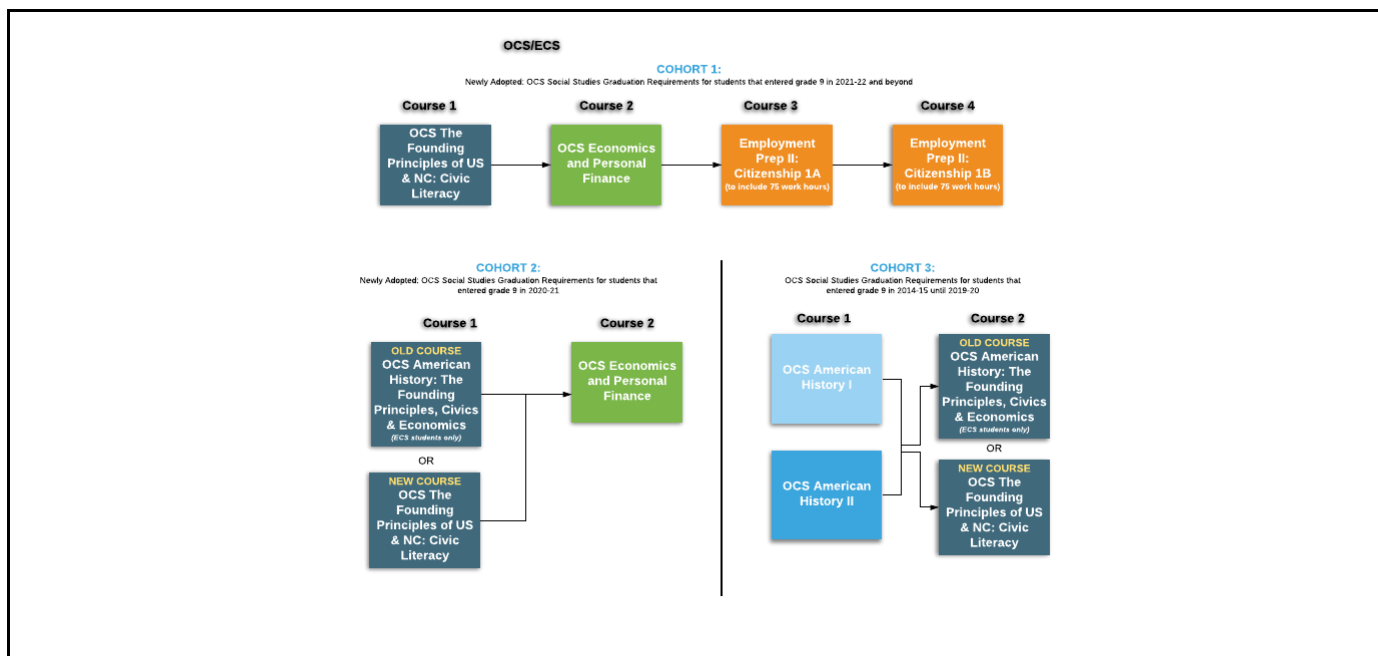 OCS/ECS
COHORT 1:
Newly Adopted: OCS Social Studies Graduation Requirements for students that entered grade 9 in 2021-22 and beyond
Course 1
Course 2
Course 3
Course 4
OCS The
Founding
Principles of US
& NC: Civic
Literacy
OCS Economics
and Personal
Finance
Employment
Prep II:
Citizenship 1A
(to include 75 work hours)
Employment
Prep II:
Citizenship 1B
(to include 75 work hours)
COHORT 2:
Newly Adopted: OCS Social Studies Graduation Requirements for students that
entered grade 9 in 2020-21
Course 1
Course 2
OLD COURSE
OCS American
History: The
Founding
Principles, Civics
& Economics
(ECS students only)
OR
NEW COURSE
OCS The
Founding
Principles of US
& NC: Civic
Literacy
OCS Economics
and Personal
Finance
COHORT 3:
OCS Social Studies Graduation Requirements for students that
entered grade 9 in 2014-15 until 2019-20
Course 1
Course 2
OCS American
History I
OCS American
History II
OLD COURSE
OCS American
History: The
Founding
Principles, Civics
& Economics
(ECS students only)
OR
NEW COURSE
OCS The
Founding
Principles of US
& NC: Civic
Literacy